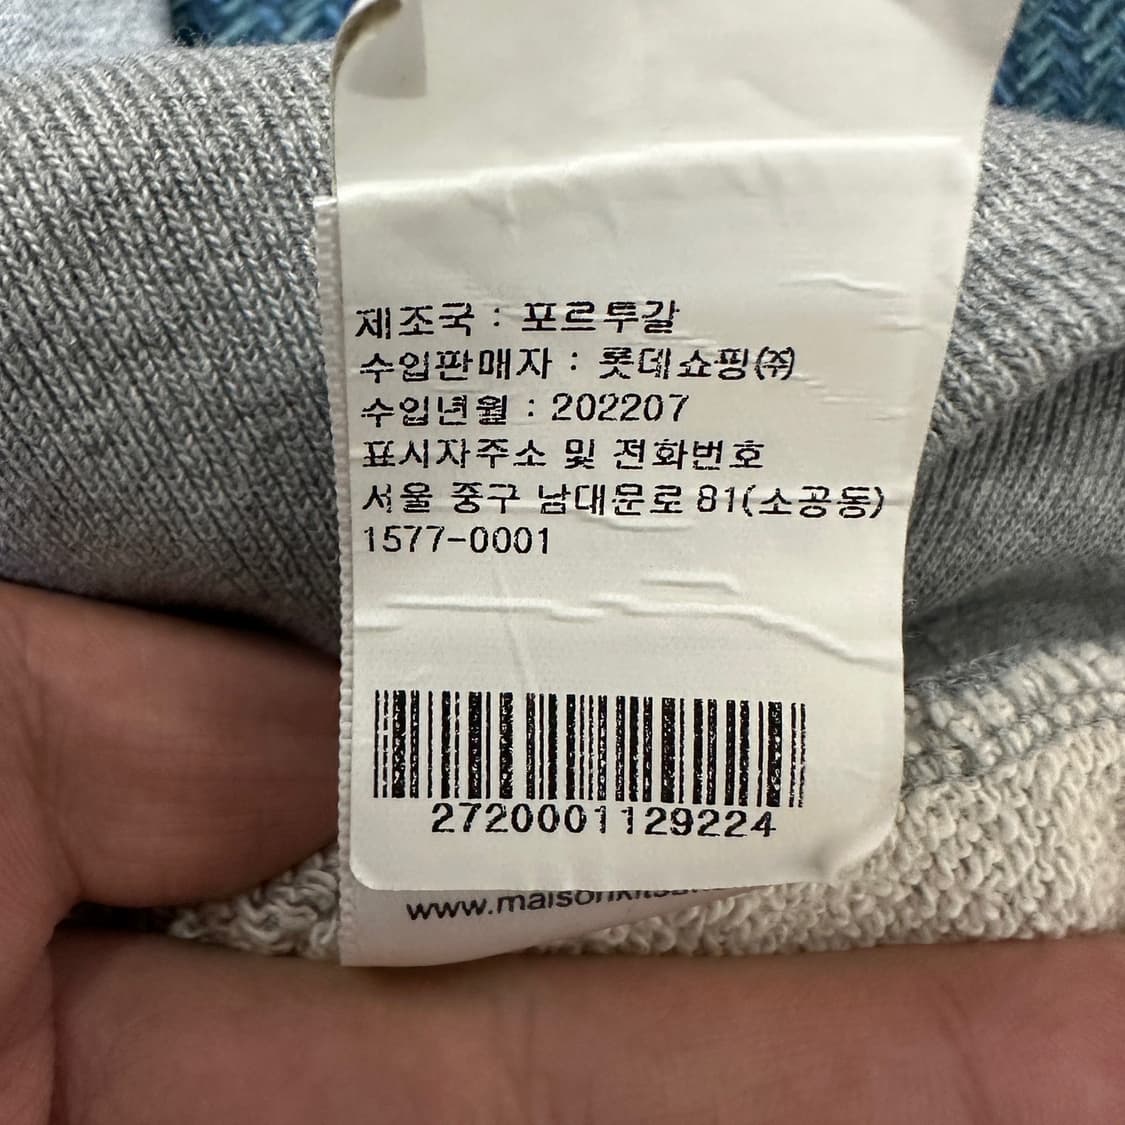 제조국 : 포르투갈
수입판매자 : 롯데쇼핑㈜
수입년월 : 202207
표시자주소 및 전화번호
서울 중구 남대문로 81(소공동)
1577-0001
2720001129224